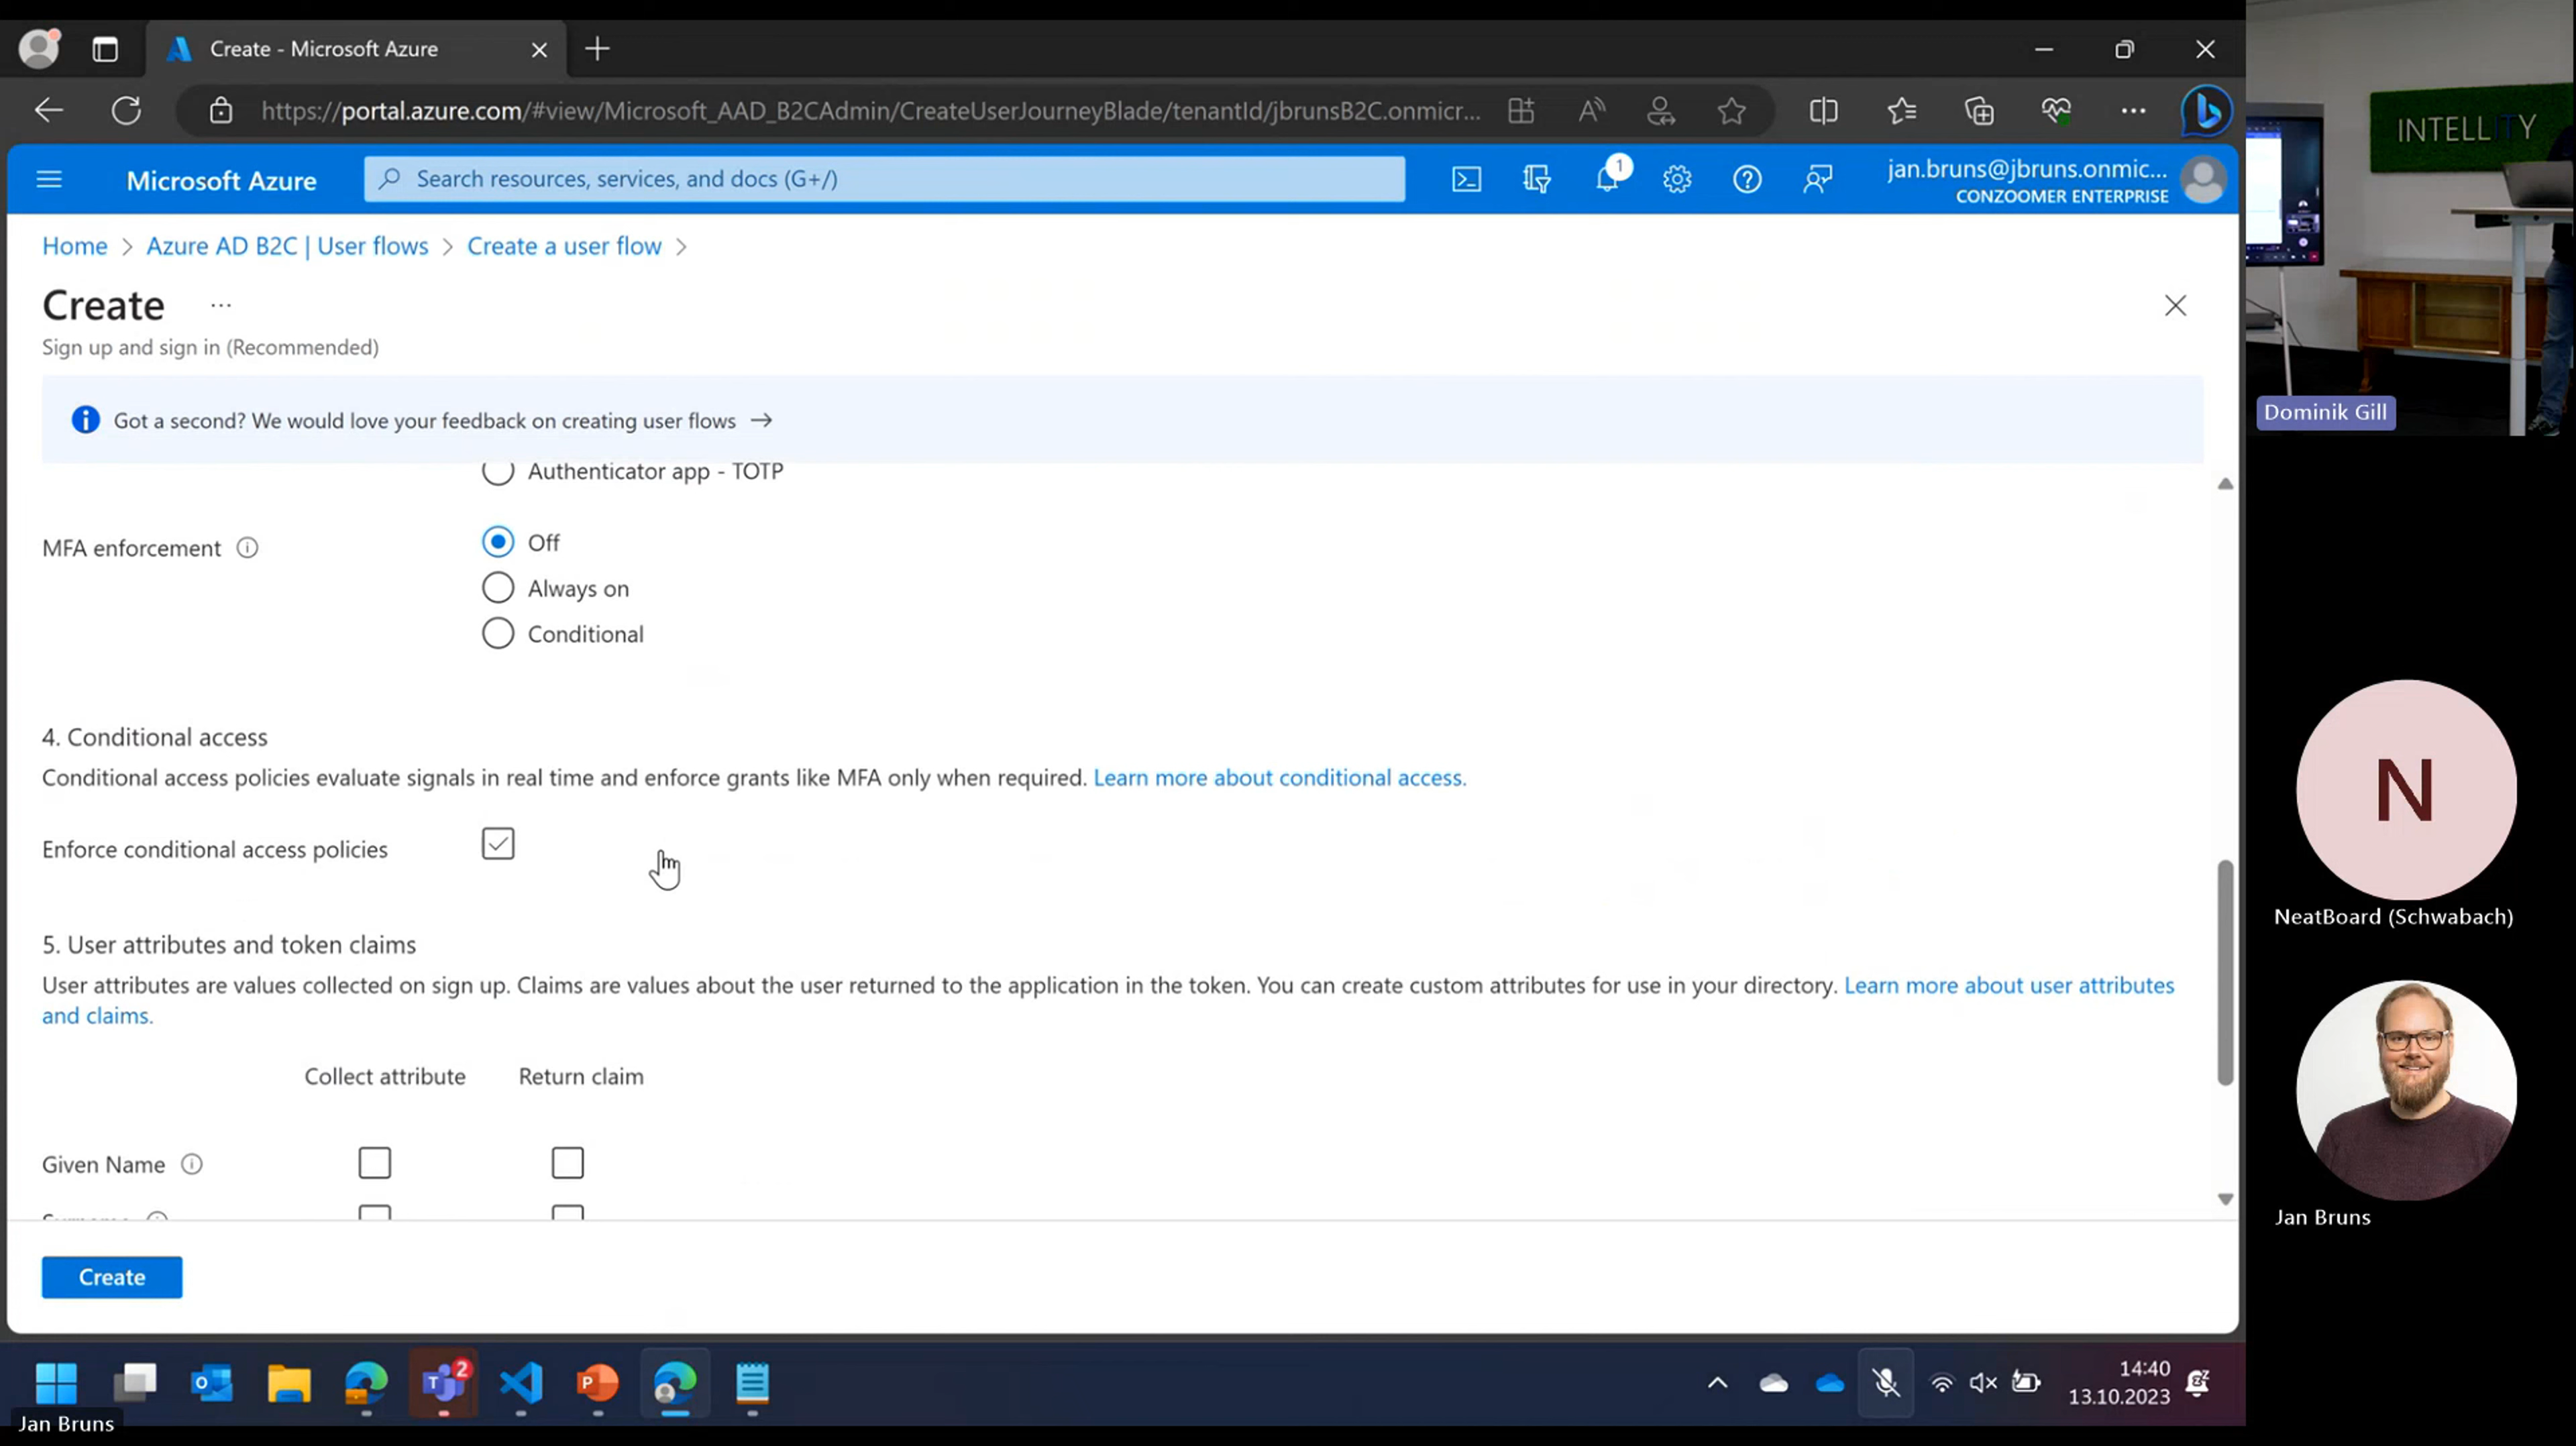 Create - Microsoft Azure
https://portal.azure.com/#view/Microsoft_AAD_B2CAdmin/CreateUserJourneyBlade/tenantId/jbrunsB2C.onmicr...
Microsoft Azure
Search resources, services, and docs (G+/)
1
jan.bruns@jbruns.onmic...
CONZOOMER ENTERPRISE
INTELLITY
Home > Azure AD B2C | User flows > Create a user flow >
Create ...
Sign up and sign in (Recommended)
Got a second? We would love your feedback on creating user flows →
Dominik Gill
Authenticator app - TOTP
MFA enforcement
Off
Always on
Conditional
4. Conditional access
Conditional access policies evaluate signals in real time and enforce grants like MFA only when required. Learn more about conditional access.
Enforce conditional access policies
N
NeatBoard (Schwabach)
5. User attributes and token claims
User attributes are values collected on sign up. Claims are values about the user returned to the application in the token. You can create custom attributes for use in your directory. Learn more about user attributes
and claims.
Collect attribute Return claim
Given Name
Jan Bruns
Create
2
14:40
13.10.2023
Jan Bruns